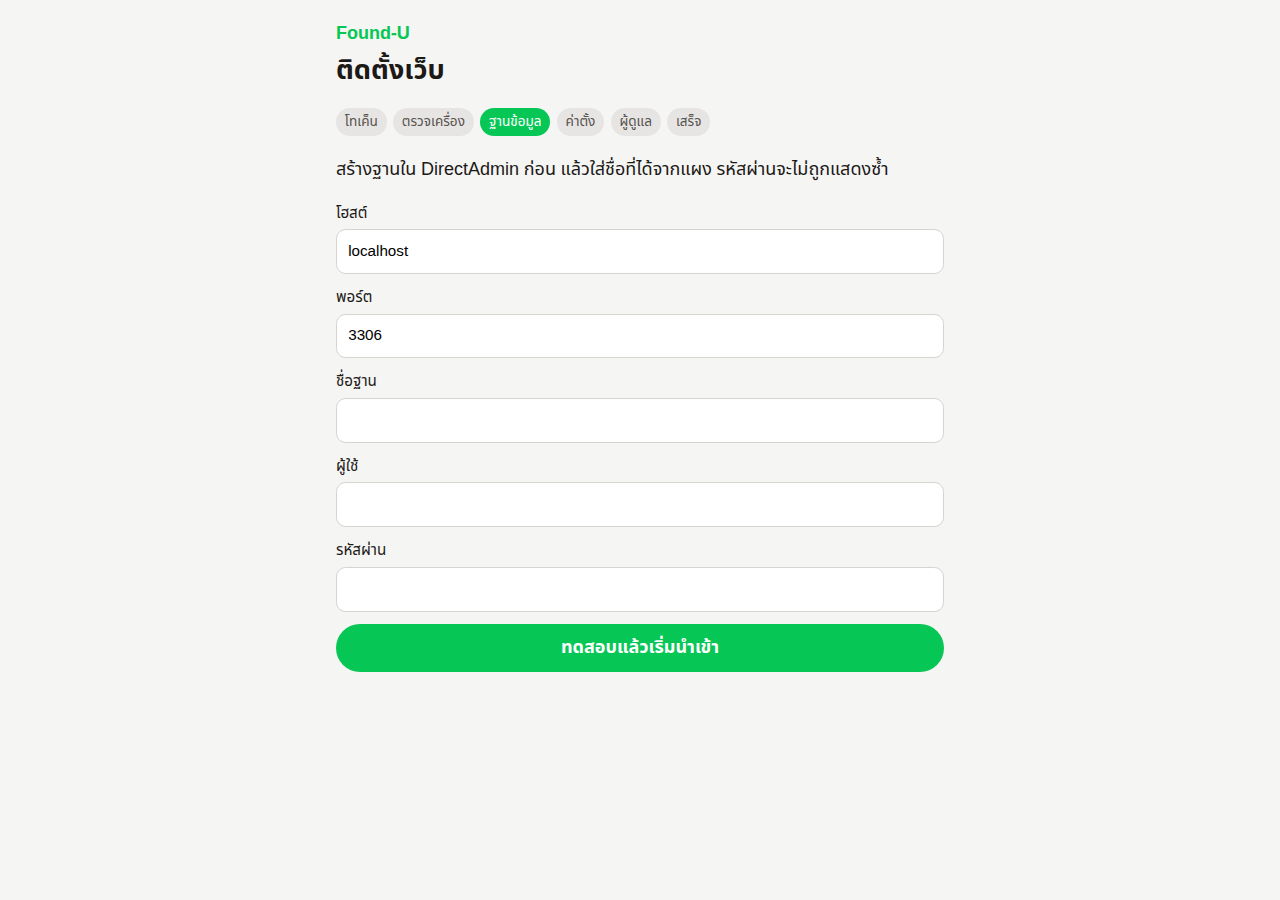 Found-U
ติดตั้งเว็บ
โทเค็น ตรวจเครื่อง ฐานข้อมูล ค่าตั้ง ผู้ดูแล เสร็จ
สร้างฐานใน DirectAdmin ก่อน แล้วใส่ชื่อที่ได้จากแผง รหัสผ่านจะไม่ถูกแสดงซ้ำ
โฮสต์
localhost
พอร์ต
3306
ชื่อฐาน
ผู้ใช้
รหัสผ่าน
ทดสอบแล้วเริ่มนำเข้า